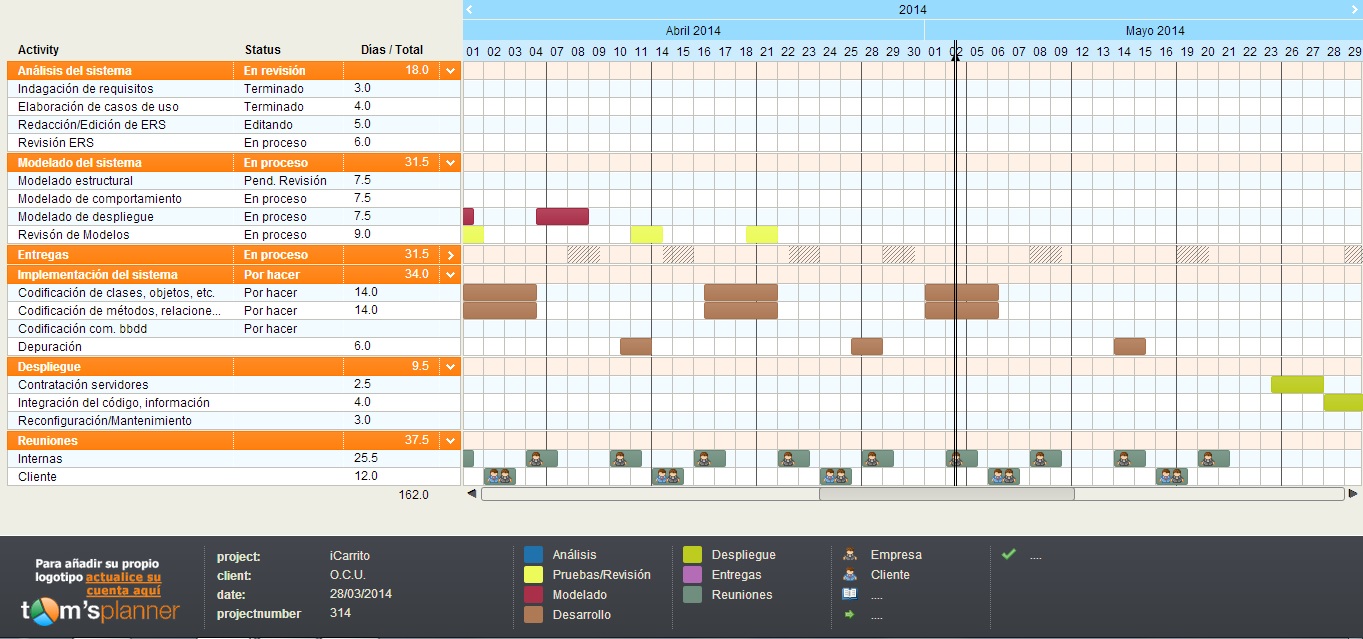 2014
Abril 2014 Mayo 2014
Activity Status Días / Total 01 02 03 04 07 08 09 10 11 14 15 16 17 18 21 22 23 24 25 28 29 30 01 02 05 06 07 08 09 12 13 14 15 16 19 20 21 22 23 26 27 28 29
Análisis del sistema En revisión 18.0
Indagación de requisitos Terminado 3.0
Elaboración de casos de uso Terminado 4.0
Redacción/Edición de ERS Editando 5.0
Revisión ERS En proceso 6.0
Modelado del sistema En proceso 31.5
Modelado estructural Pend. Revisión 7.5
Modelado de comportamiento En proceso 7.5
Modelado de despliegue En proceso 7.5
Revisón de Modelos En proceso 9.0
Entregas En proceso 31.5
Implementación del sistema Por hacer 34.0
Codificación de clases, objetos, etc. Por hacer 14.0
Codificación de métodos, relacione... Por hacer 14.0
Codificación com. bbdd Por hacer
Depuración 6.0
Despliegue 9.5
Contratación servidores 2.5
Integración del código, información 4.0
Reconfiguración/Mantenimiento 3.0
Reuniones 37.5
Internas 25.5
Cliente 12.0
162.0
Para añadir su propio
logotipo actualice su
cuenta aquí
tom'splanner
project: iCarrito
client: O.C.U.
date: 28/03/2014
projectnumber 314
Análisis
Pruebas/Revisión
Modelado
Desarrollo
Despliegue
Entregas
Reuniones
Empresa
Cliente
....
....
....